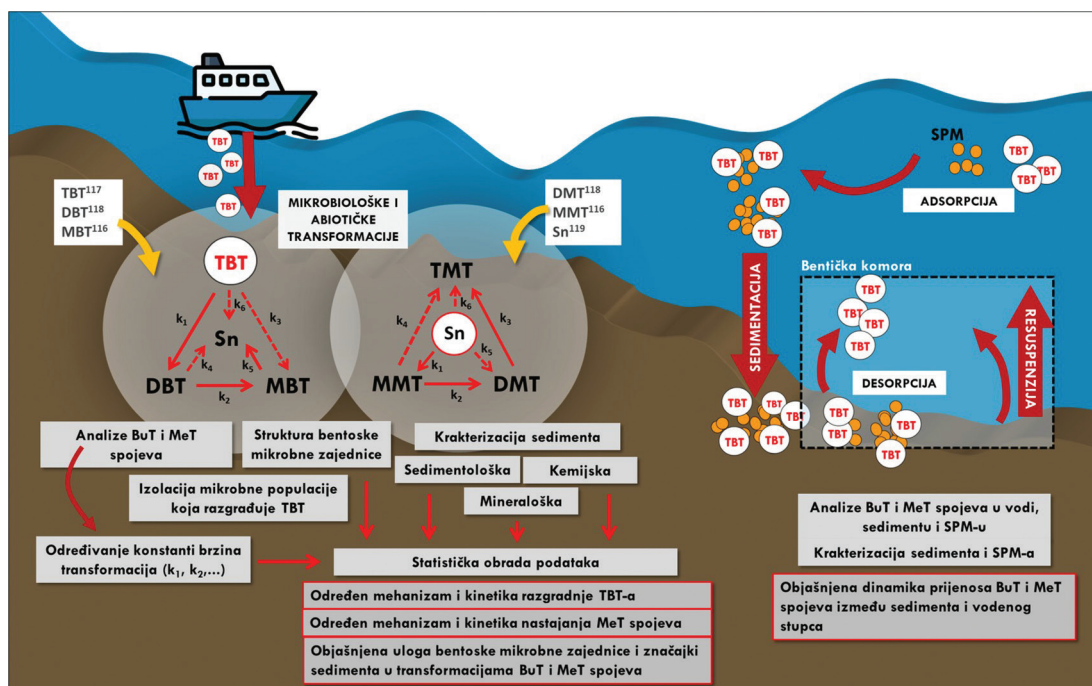 TBT
TBT
TBT
TBT
TBT¹¹⁷
DBT¹¹⁸
MBT¹¹⁶
MIKROBIOLOŠKE I
ABIOTIČKE
TRANSFORMACIJE
DMT¹¹⁸
MMT¹¹⁶
Sn¹¹⁹
TBT
k₁
k₆
k₃
Sn
k₄
k₅
DBT
MBT
k₂
TMT
k₄
k₆
k₃
Sn
k₁
k₅
MMT
DMT
k₂
SPM
TBT
TBT
TBT
ADSORPCIJA
TBT
TBT
TBT
TBT
SEDIMENTACIJA
TBT
TBT
TBT
TBT
TBT
TBT
Bentička komora
TBT
TBT
TBT
TBT
DESORPCIJA
RESUSPENZIJA
TBT
TBT
TBT
TBT
Analize BuT i MeT
spojeva
Struktura bentoske
mikrobne zajednice
Krakterizacija sedimenta
Sedimentološka
Kemijska
Mineraloška
Izolacija mikrobne populacije
koja razgrađuje TBT
Određivanje konstanti brzina
transformacija (k₁, k₂,...)
Statistička obrada podataka
Određen mehanizam i kinetika razgradnje TBT-a
Određen mehanizam i kinetika nastajanja MeT spojeva
Objašnjena uloga bentoske mikrobne zajednice i značajki
sedimenta u transformacijama BuT i MeT spojeva
Analize BuT i MeT spojeva u vodi,
sedimentu i SPM-u
Krakterizacija sedimenta i SPM-a
Objašnjena dinamika prijenosa BuT i MeT
spojeva između sedimenta i vodenog
stupca